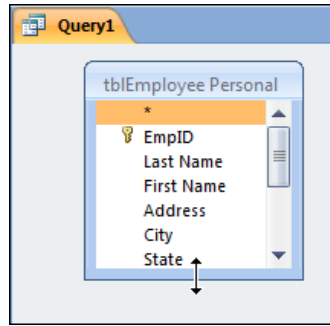 Query1
tblEmployee Personal
*
EmpID
Last Name
First Name
Address
City
State